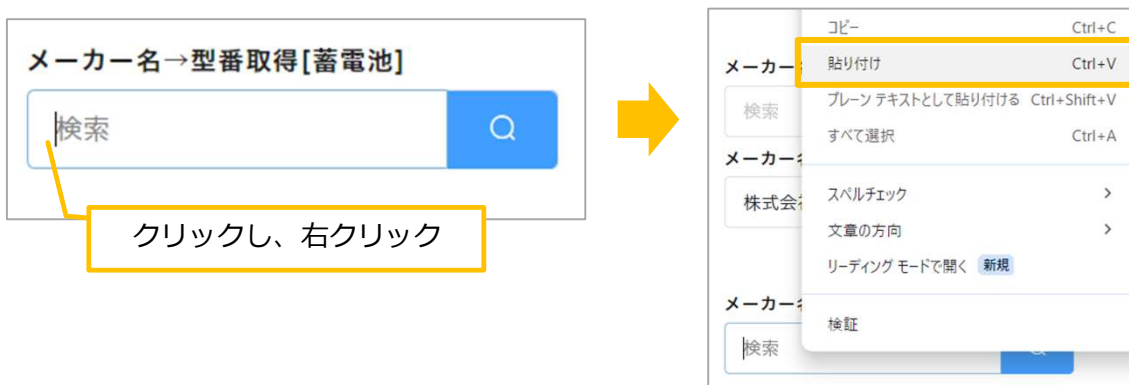 メーカー名→型番取得[蓄電池]
検索
クリックし、右クリック
コピー Ctrl+C
メーカー
貼り付け Ctrl+V
検索
プレーン テキストとして貼り付ける Ctrl+Shift+V
すべて選択 Ctrl+A
メーカー
株式会
スペルチェック
文章の方向
リーディング モードで開く 新規
メーカー
検証
検索